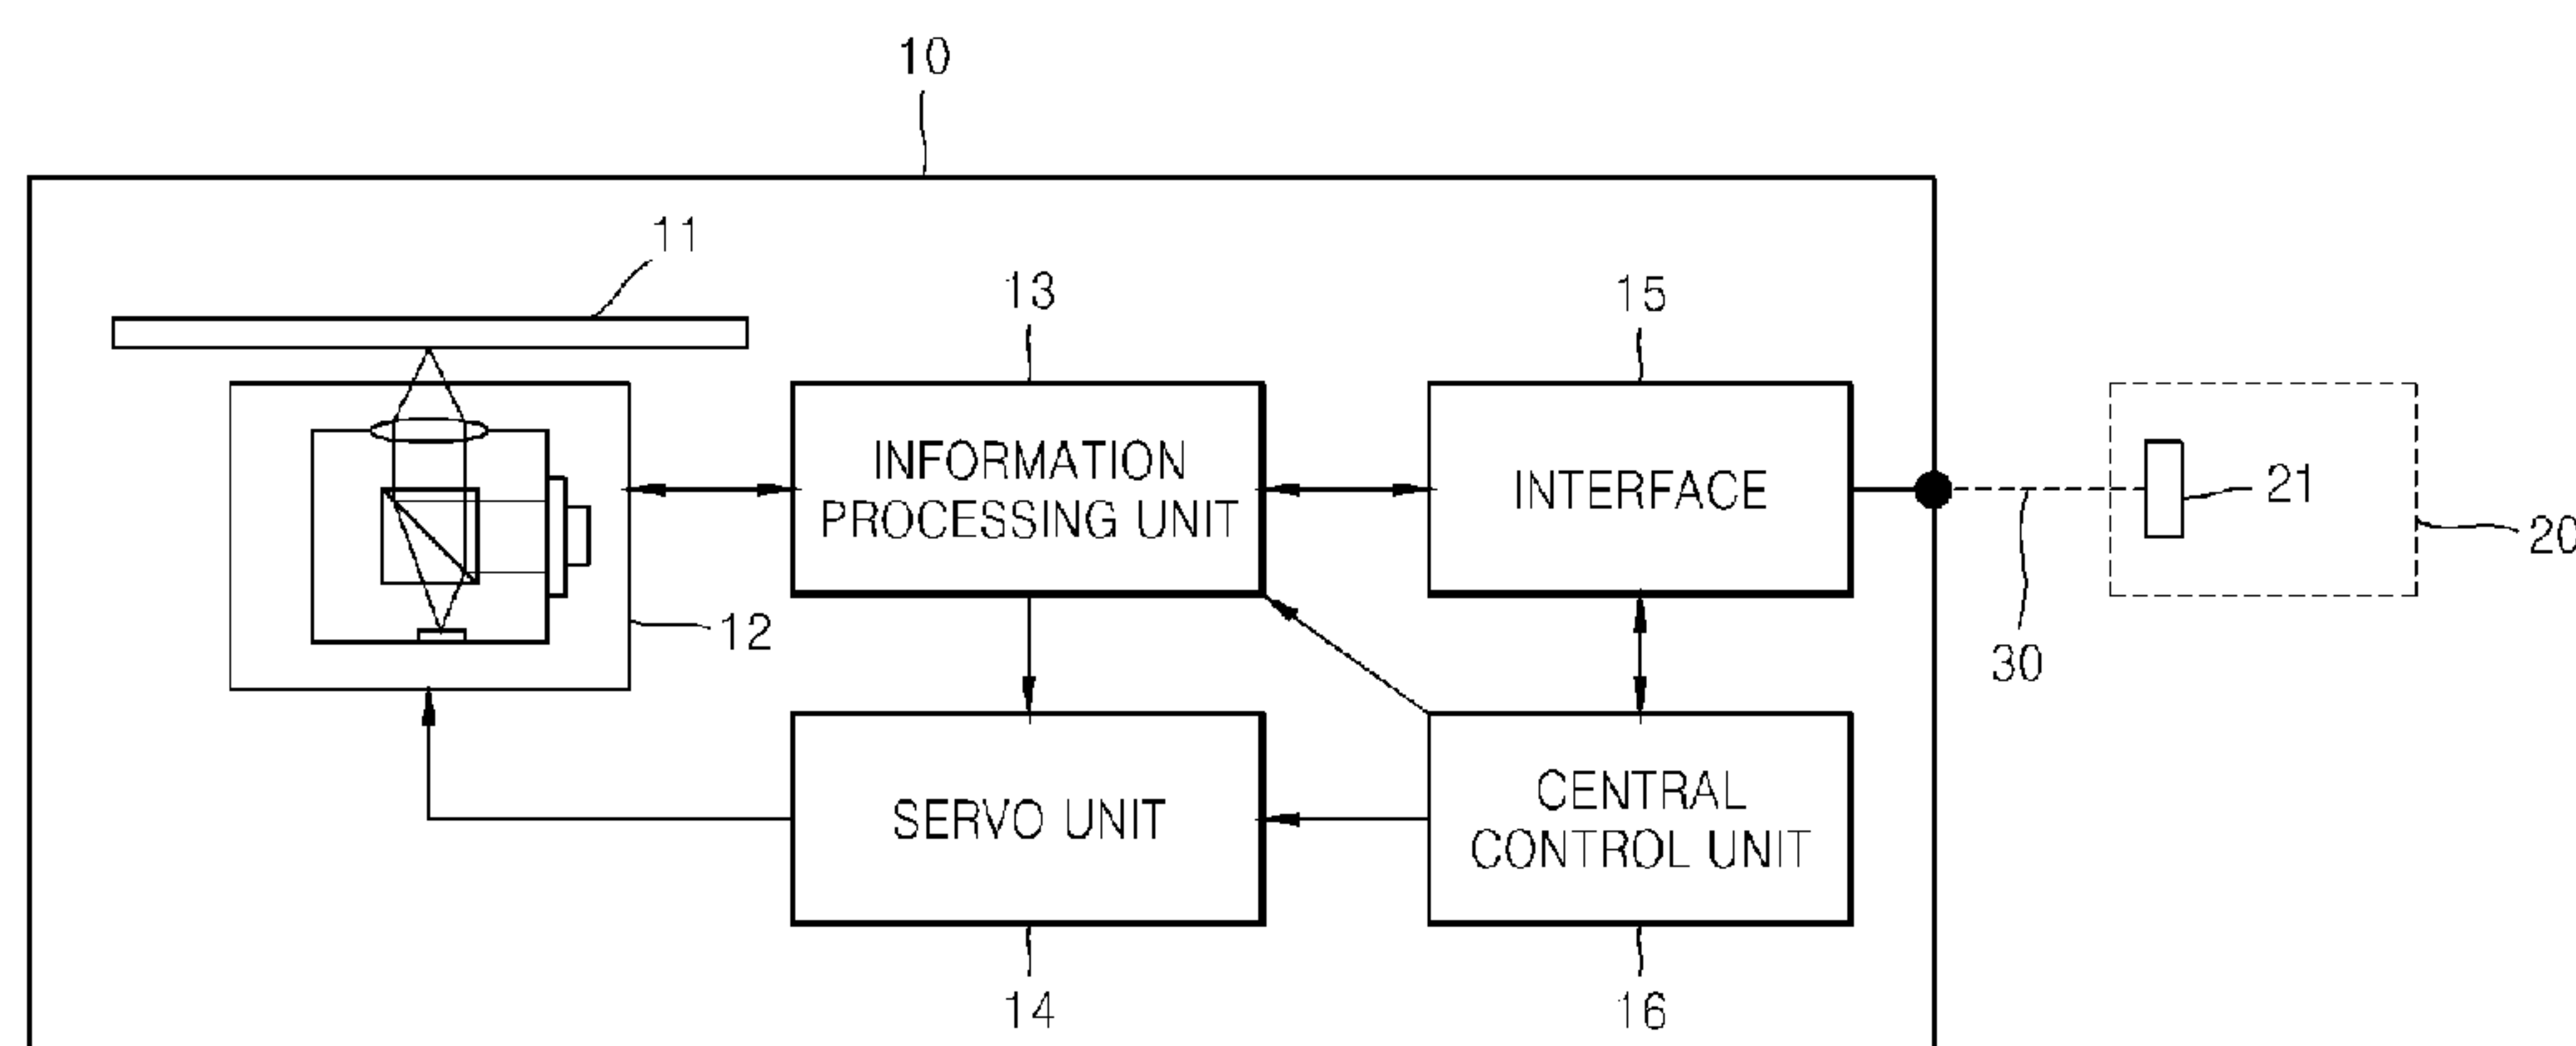 10
11
13
15
INFORMATION
PROCESSING UNIT
INTERFACE
21
20
12
30
SERVO UNIT
CENTRAL
CONTROL UNIT
14
16